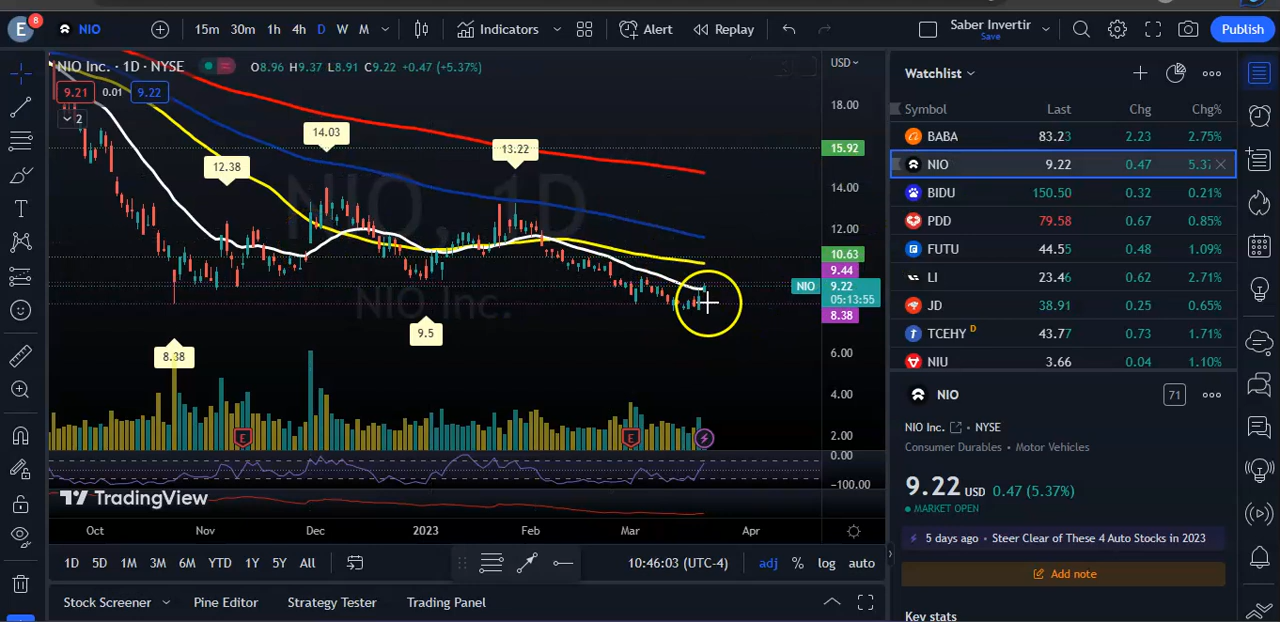 E
8
NIO
15m 30m 1h 4h D W M
Indicators
Alert
Replay
Saber Invertir
Save
Publish
NIO Inc. · 1D · NYSE
O8.96 H9.37 L8.91 C9.22 +0.47 (+5.37%)
USD
9.21 0.01 9.22
2
18.00
15.92
14.00
12.00
10.63
9.44
NIO 9.22
05:13:55
8.38
6.00
4.00
2.00
0.00
−100.00
12.38
14.03
13.22
8.38
9.5
NIO, 1D
NIO Inc.
E
E
TradingView
Oct Nov Dec 2023 Feb Mar Apr
1D 5D 1M 3M 6M YTD 1Y 5Y All
10:46:03 (UTC-4)
adj % log auto
Stock Screener Pine Editor Strategy Tester Trading Panel
Watchlist
Symbol Last Chg Chg%
BABA 83.23 2.23 2.75%
NIO 9.22 0.47 5.37
BIDU 150.50 0.32 0.21%
PDD 79.58 0.67 0.85%
FUTU 44.55 0.48 1.09%
LI 23.46 0.62 2.71%
JD 38.91 0.25 0.65%
TCEHY D 43.77 0.73 1.71%
NIU 3.66 0.04 1.10%
NIO
71
NIO Inc. · NYSE
Consumer Durables · Motor Vehicles
9.22 USD 0.47 (5.37%)
MARKET OPEN
5 days ago · Steer Clear of These 4 Auto Stocks in 2023
Add note
Key stats